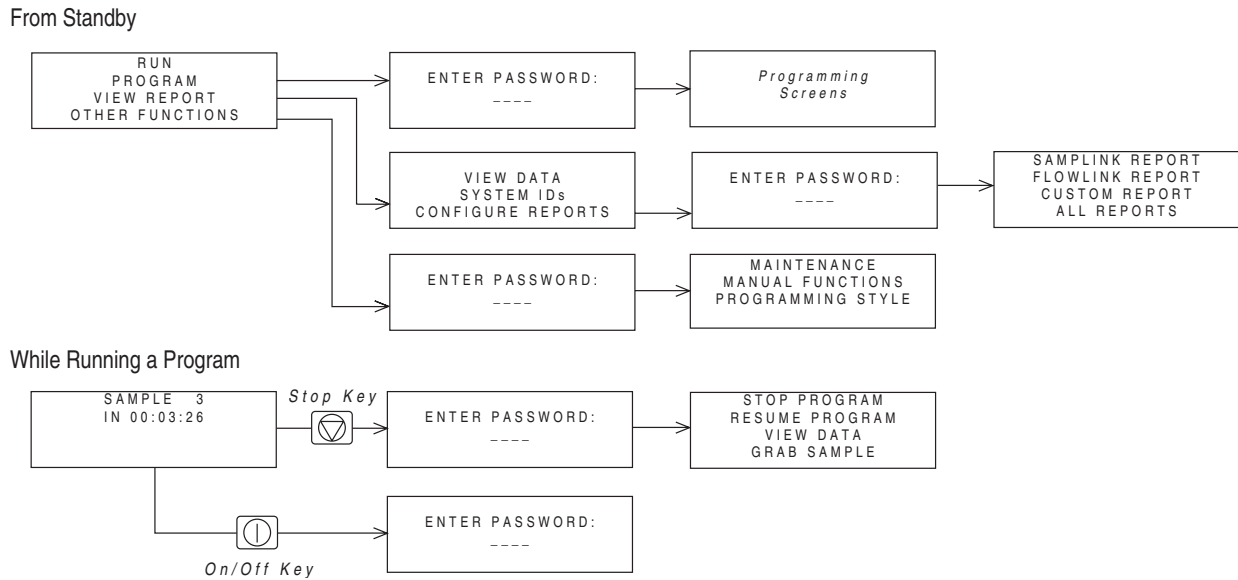 From Standby
RUN
PROGRAM
VIEW REPORT
OTHER FUNCTIONS
ENTER PASSWORD:
____
Programming
Screens
VIEW DATA
SYSTEM IDs
CONFIGURE REPORTS
ENTER PASSWORD:
____
SAMPLINK REPORT
FLOWLINK REPORT
CUSTOM REPORT
ALL REPORTS
ENTER PASSWORD:
____
MAINTENANCE
MANUAL FUNCTIONS
PROGRAMMING STYLE
While Running a Program
SAMPLE 3
IN 00:03:26
Stop Key
ENTER PASSWORD:
____
STOP PROGRAM
RESUME PROGRAM
VIEW DATA
GRAB SAMPLE
On/Off Key
ENTER PASSWORD:
____